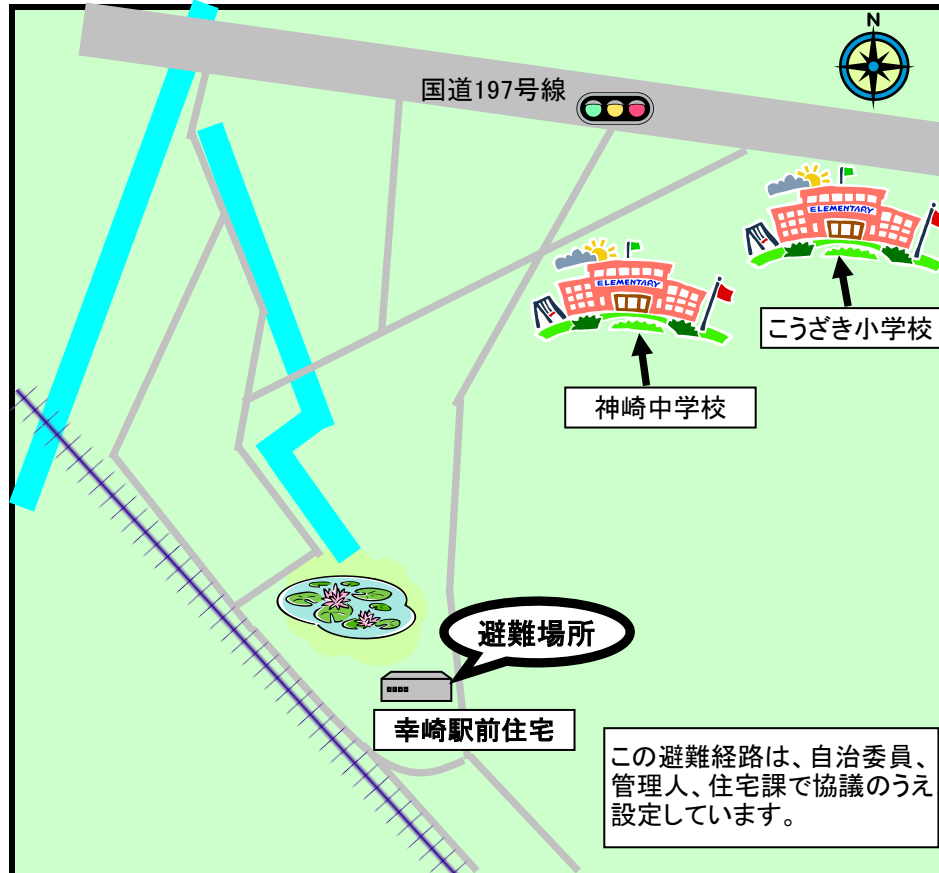 N
国道197号線
ELEMENTARY
ELEMENTARY
こうざき小学校
神崎中学校
避難場所
幸崎駅前住宅
この避難経路は、自治委員、
管理人、住宅課で協議のうえ
設定しています。